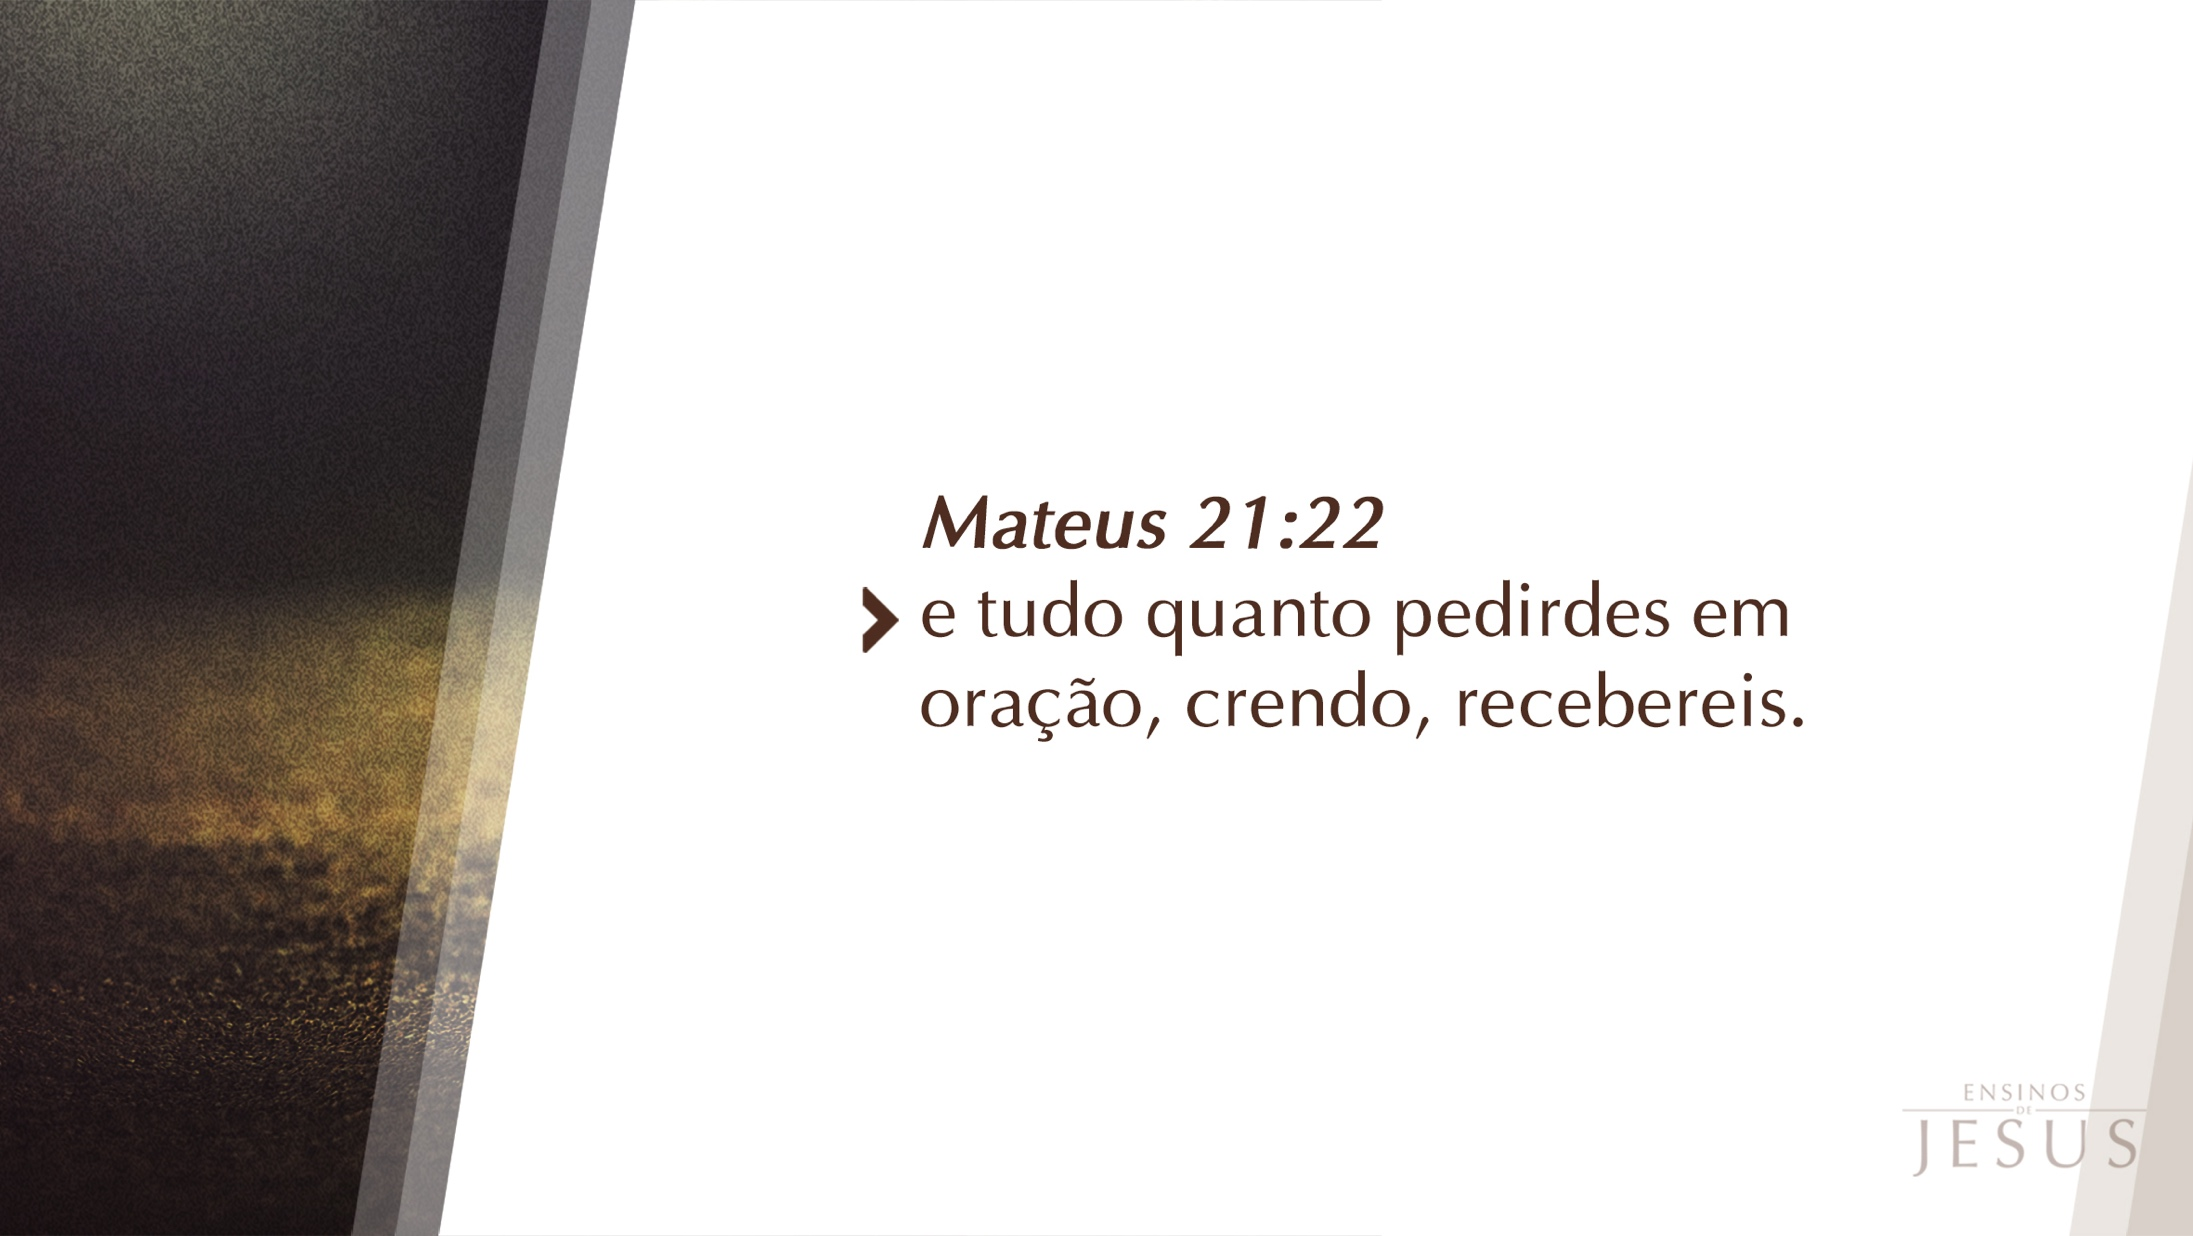 Mateus 21:22
e tudo quanto pedirdes em
oração, crendo, recebereis.
ENSINOS
DE
JESUS